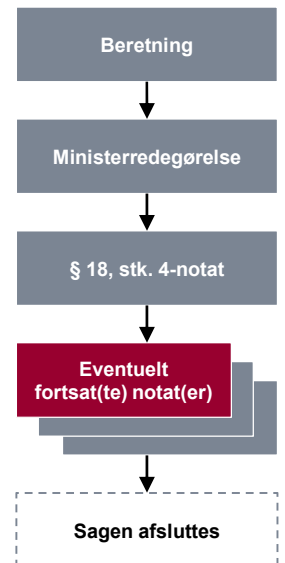 Beretning
Ministerredegørelse
§ 18, stk. 4-notat
Eventuelt
fortsat(te) notat(er)
Sagen afsluttes